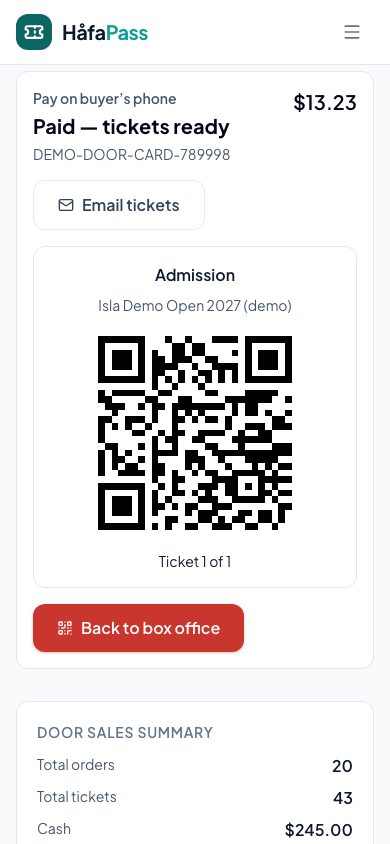 HåfaPass
Pay on buyer's phone
$13.23
Paid — tickets ready
DEMO-DOOR-CARD-789998
Email tickets
Admission
Isla Demo Open 2027 (demo)
Ticket 1 of 1
Back to box office
DOOR SALES SUMMARY
Total orders 20
Total tickets 43
Cash $245.00